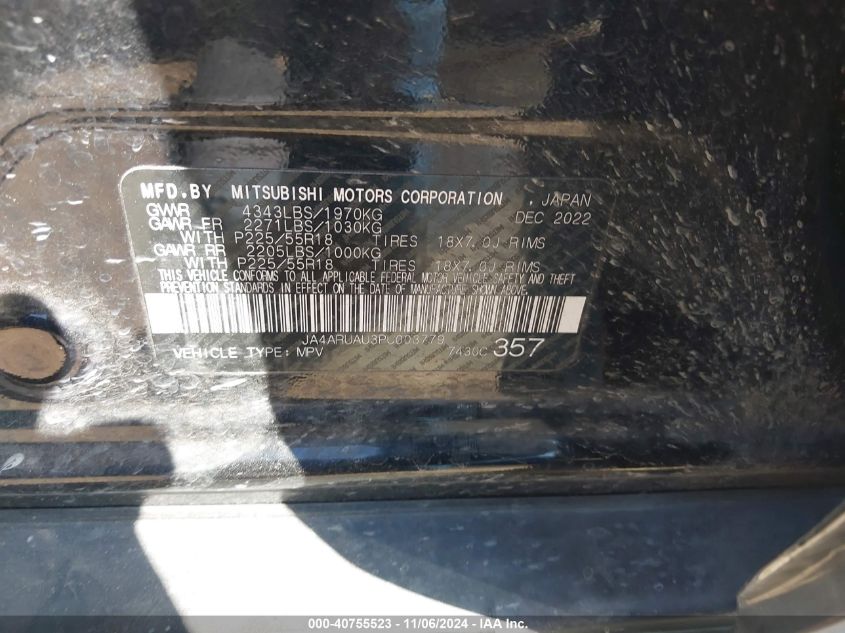 MFD. BY MITSUBISHI MOTORS CORPORATION , JAPAN
GVWR 4343LBS/1970KG DEC 2022
GAWR FR 2271LBS/1030KG
WITH P225/55R18 TIRES 18X7.0J RIMS
GAWR RR 2205LBS/1000KG
WITH P225/55R18 TIRES 18X7.0J RIMS
THIS VEHICLE CONFORMS TO ALL APPLICABLE FEDERAL MOTOR VEHICLE SAFETY AND THEFT
PREVENTION STANDARDS IN EFFECT ON THE DATE OF MANUFACTURE SHOWN ABOVE.
JA4ARUAU3PU003779
VEHICLE TYPE: MPV 7430C 357
000-40755523 - 11/06/2024 - IAA Inc.